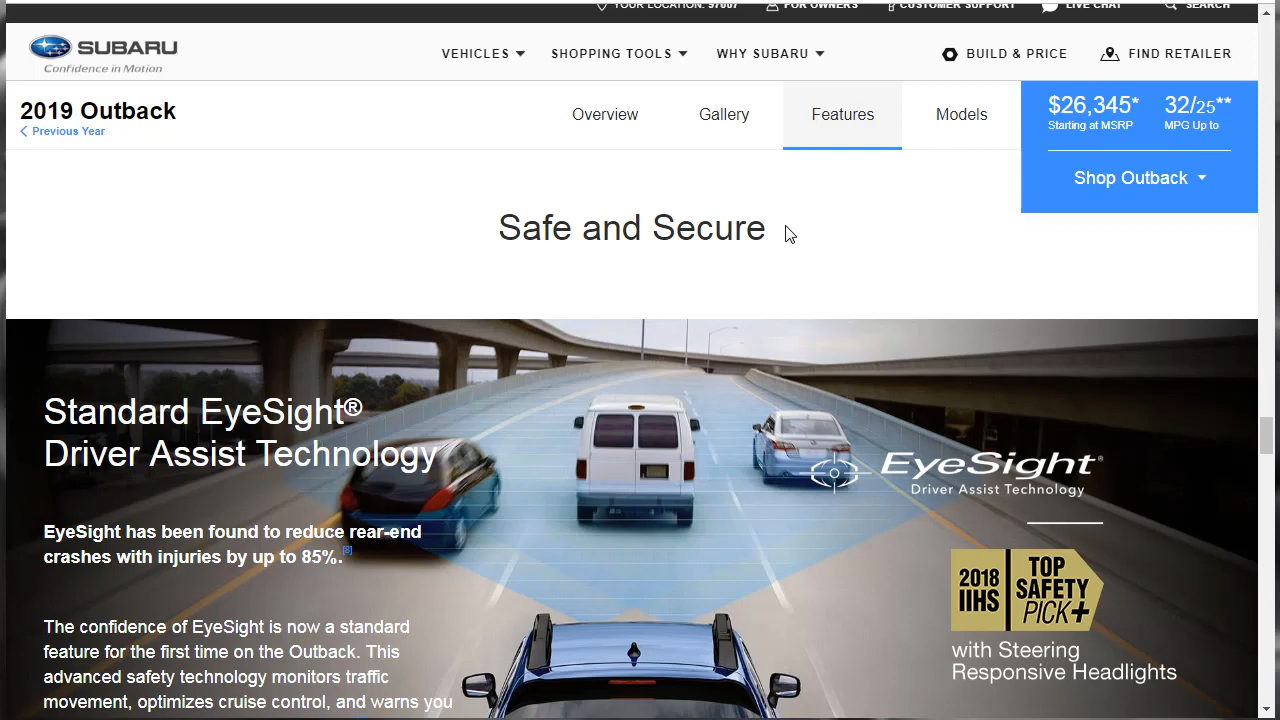 YOUR LOCATION: 97007 FOR OWNERS CUSTOMER SUPPORT LIVE CHAT SEARCH
SUBARU
Confidence in Motion
VEHICLES SHOPPING TOOLS WHY SUBARU BUILD & PRICE FIND RETAILER
2019 Outback
Previous Year
Overview Gallery Features Models
$26,345* 32/25**
Starting at MSRP MPG Up to
Shop Outback
Safe and Secure
Standard EyeSight®
Driver Assist Technology
EyeSight has been found to reduce rear-end
crashes with injuries by up to 85%.[8]
The confidence of EyeSight is now a standard
feature for the first time on the Outback. This
advanced safety technology monitors traffic
movement, optimizes cruise control, and warns you
EyeSight®
Driver Assist Technology
2018
IIHS
TOP
SAFETY
PICK+
with Steering
Responsive Headlights